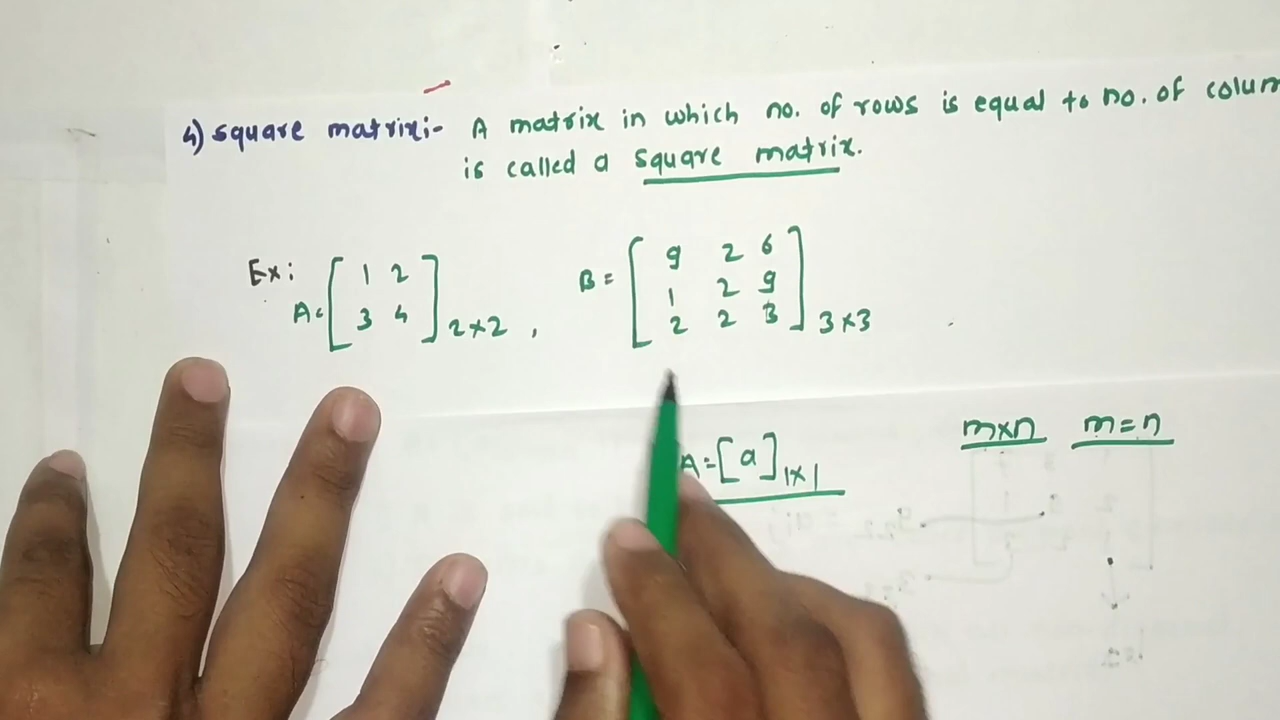 4) square matrix:- A matrix in which no. of rows is equal to no. of colum
is called a square matrix.
Ex:
A= [ 1 2
3 4 ] 2×2 ,
B= [ 9 2 6
1 2 9
2 2 3 ] 3×3
A=[a] 1×1
m×n m=n